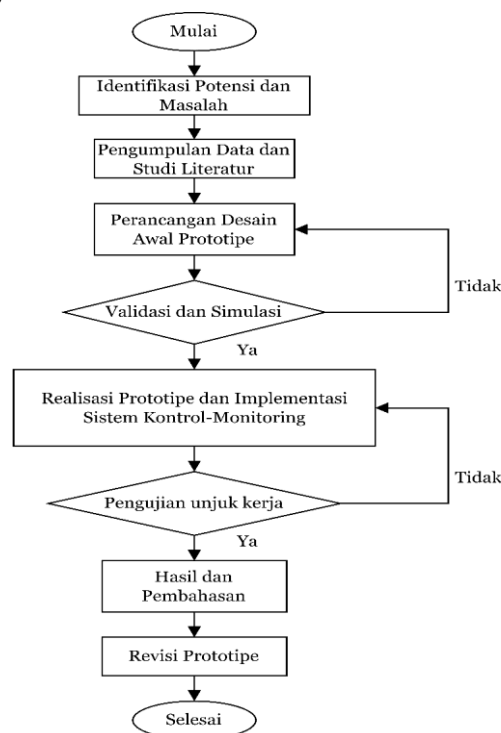 Mulai
Identifikasi Potensi dan
Masalah
Pengumpulan Data dan
Studi Literatur
Perancangan Desain
Awal Prototipe
Tidak
Validasi dan Simulasi
Ya
Realisasi Prototipe dan Implementasi
Sistem Kontrol-Monitoring
Tidak
Pengujian unjuk kerja
Ya
Hasil dan
Pembahasan
Revisi Prototipe
Selesai